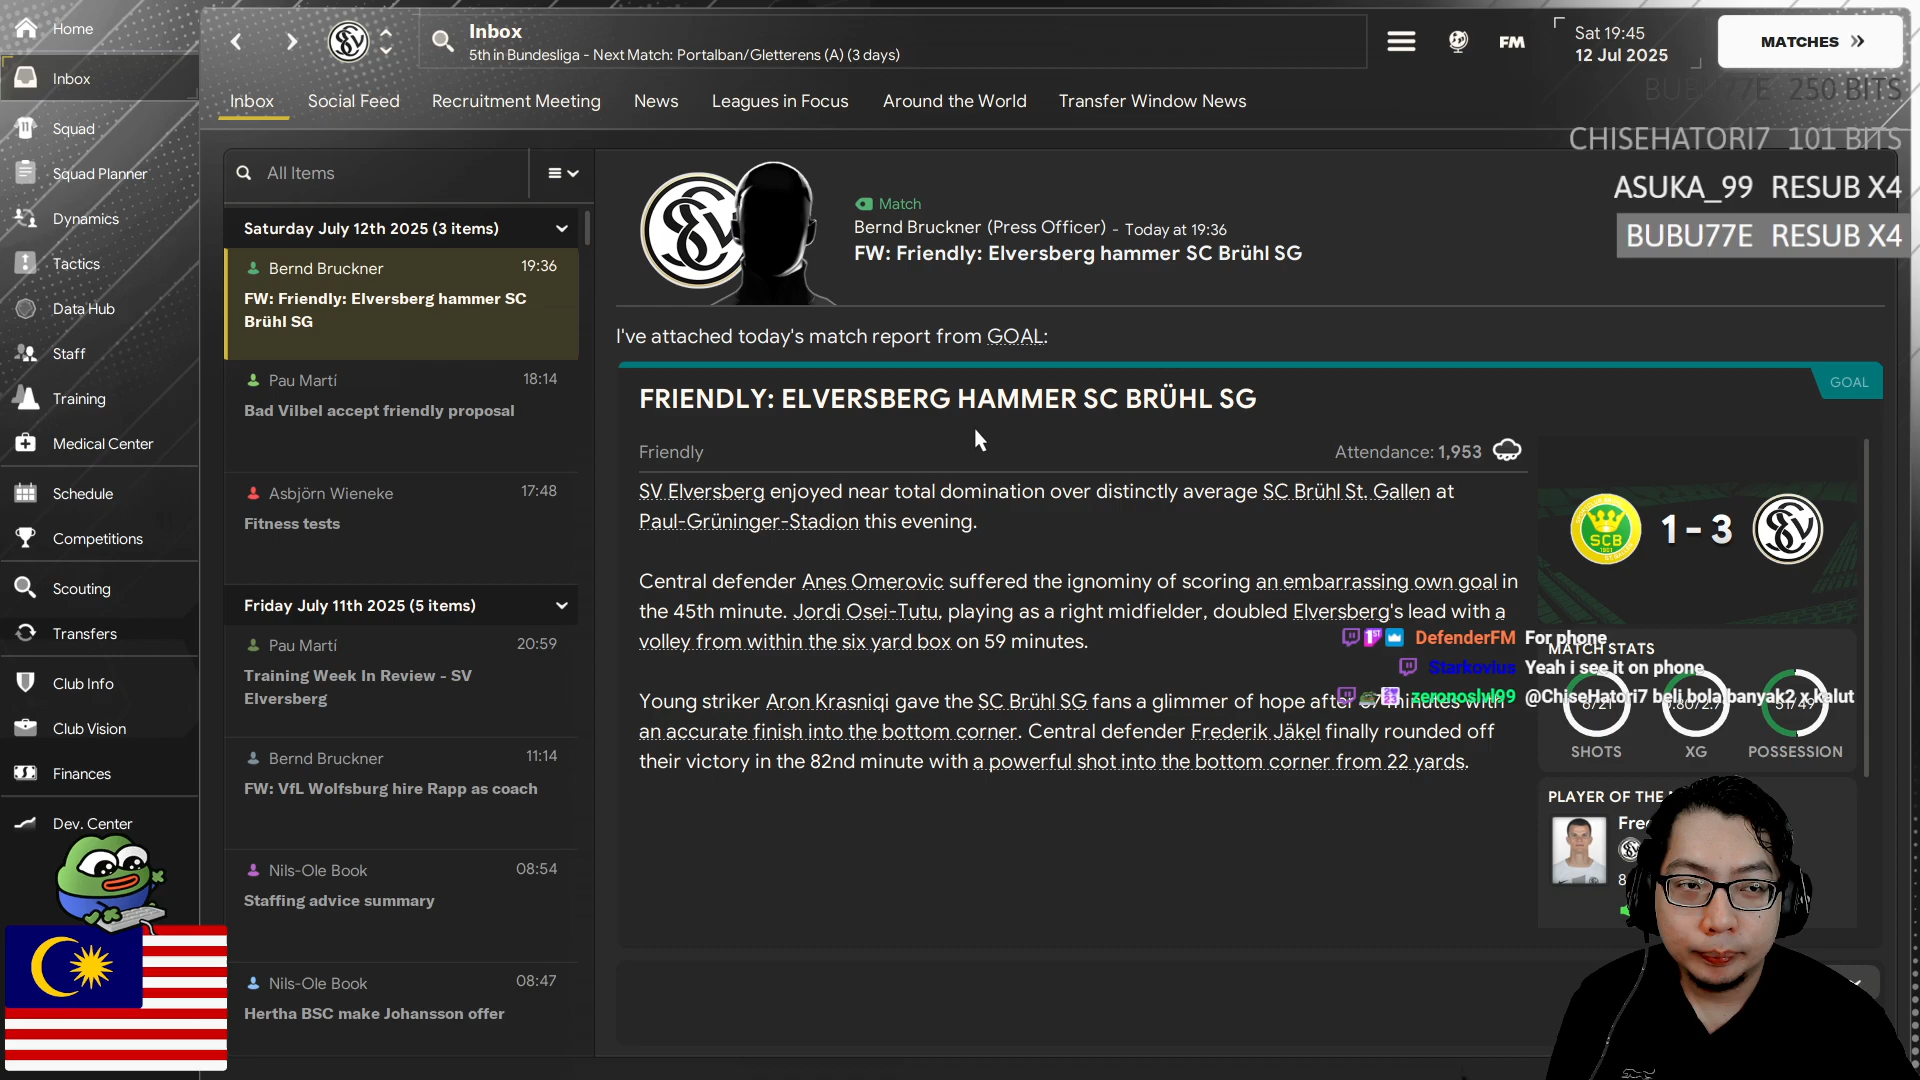 Home
Inbox
Squad
Squad Planner
Dynamics
Tactics
Data Hub
Staff
Training
Medical Center
Schedule
Competitions
Scouting
Transfers
Club Info
Club Vision
Finances
Dev. Center
Inbox
5th in Bundesliga - Next Match: Portalban/Gletterens (A) (3 days)
FM
Sat 19:45
12 Jul 2025
MATCHES
Inbox
Social Feed
Recruitment Meeting
News
Leagues in Focus
Around the World
Transfer Window News
BUBU77E 250 BITS
CHISEHATORI7 101 BITS
ASUKA_99 RESUB X4
BUBU77E RESUB X4
All Items
Saturday July 12th 2025 (3 items)
Bernd Bruckner 19:36
FW: Friendly: Elversberg hammer SC
Brühl SG
Pau Martí 18:14
Bad Vilbel accept friendly proposal
Asbjörn Wieneke 17:48
Fitness tests
Friday July 11th 2025 (5 items)
Pau Martí 20:59
Training Week In Review - SV
Elversberg
Bernd Bruckner 11:14
FW: VfL Wolfsburg hire Rapp as coach
Nils-Ole Book 08:54
Staffing advice summary
Nils-Ole Book 08:47
Hertha BSC make Johansson offer
Match
Bernd Bruckner (Press Officer) - Today at 19:36
FW: Friendly: Elversberg hammer SC Brühl SG
I've attached today's match report from GOAL:
GOAL
FRIENDLY: ELVERSBERG HAMMER SC BRÜHL SG
Friendly
Attendance: 1,953
SV Elversberg enjoyed near total domination over distinctly average SC Brühl St. Gallen at
Paul-Grüninger-Stadion this evening.
Central defender Anes Omerovic suffered the ignominy of scoring an embarrassing own goal in
the 45th minute. Jordi Osei-Tutu, playing as a right midfielder, doubled Elversberg's lead with a
volley from within the six yard box on 59 minutes.
Young striker Aron Krasniqi gave the SC Brühl SG fans a glimmer of hope after 67 minutes with
an accurate finish into the bottom corner. Central defender Frederik Jäkel finally rounded off
their victory in the 82nd minute with a powerful shot into the bottom corner from 22 yards.
SCB
1 - 3
DefenderFM For phone
MATCH STATS
Starkovius Yeah i see it on phone
zeronoslvl99 @ChiseHatori7 beli bola banyak2 x kalut
SHOTS
XG
POSSESSION
PLAYER OF THE